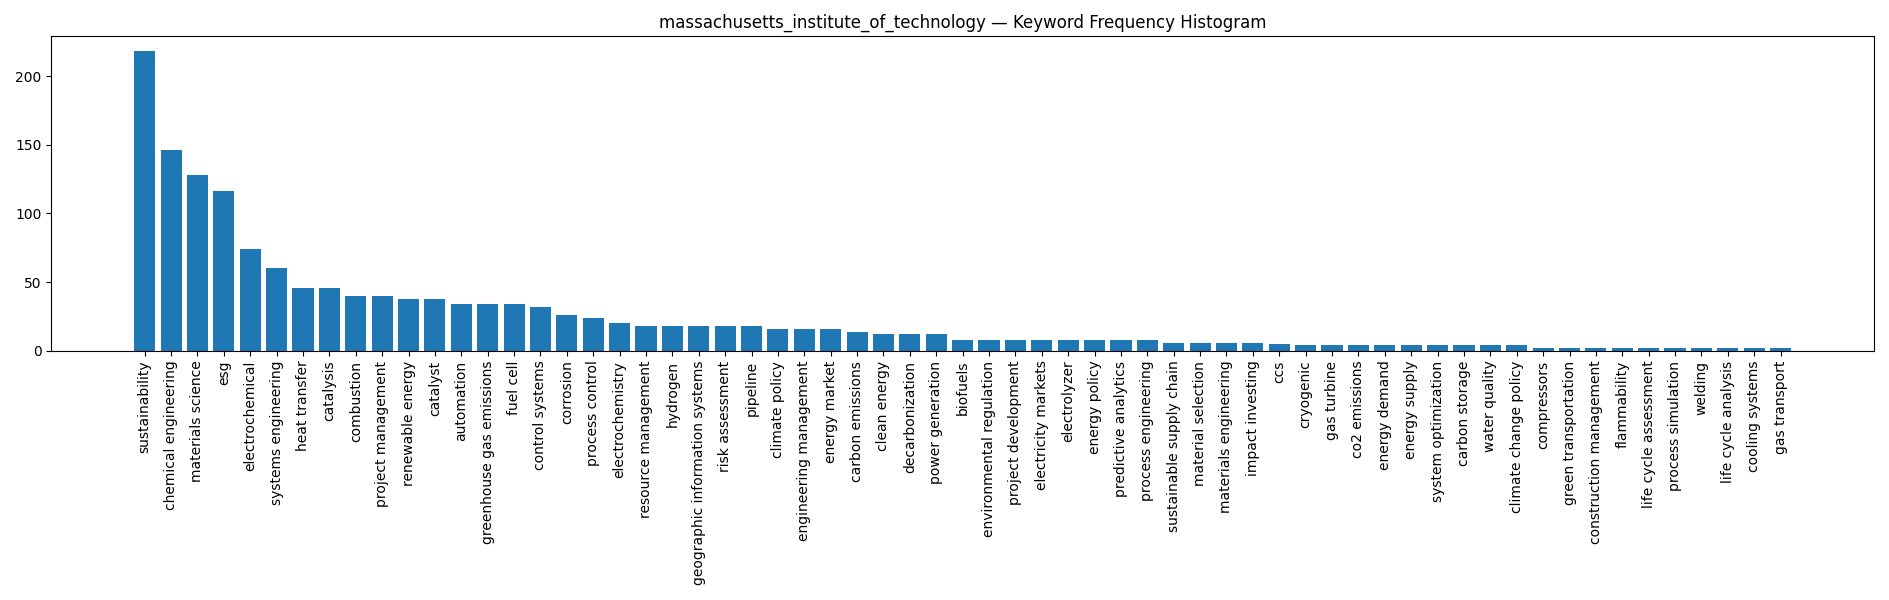 massachusetts_institute_of_technology — Keyword Frequency Histogram
200
150
100
50
0
sustainability
chemical engineering
materials science
esg
electrochemical
systems engineering
heat transfer
catalysis
combustion
project management
renewable energy
catalyst
automation
greenhouse gas emissions
fuel cell
control systems
corrosion
process control
electrochemistry
resource management
hydrogen
geographic information systems
risk assessment
pipeline
climate policy
engineering management
energy market
carbon emissions
clean energy
decarbonization
power generation
biofuels
environmental regulation
project development
electricity markets
electrolyzer
energy policy
predictive analytics
process engineering
sustainable supply chain
material selection
materials engineering
impact investing
ccs
cryogenic
gas turbine
co2 emissions
energy demand
energy supply
system optimization
carbon storage
water quality
climate change policy
compressors
green transportation
construction management
flammability
life cycle assessment
process simulation
welding
life cycle analysis
cooling systems
gas transport